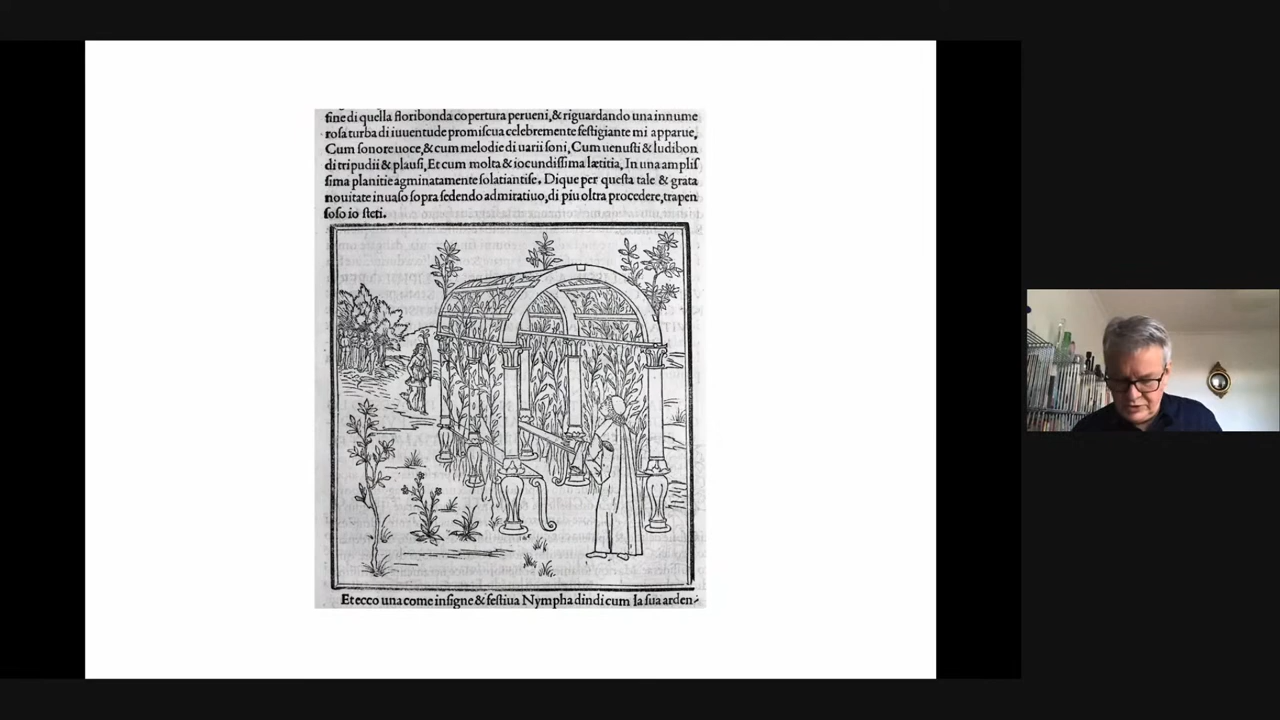 fine di quella floribonda copertura perueni, & riguardando una innume
rosa turba di iuuentude promiscua celebremente festigiante mi apparue,
Cum sonore uoce, & cum melodie di uarii soni, Cum uenusti & ludibon
di tripudii & plausi, Et cum molta & iocundissima lætitia, In una amplis
sima planitie agminatamente solatiantise. Dique per questa tale & grata
nouitate inuaso sopra sedendo admiratiuo, di piu oltra procedere, trapen
soso io steti.
Et ecco una come insigne & festiua Nympha dindi cum la sua arden-